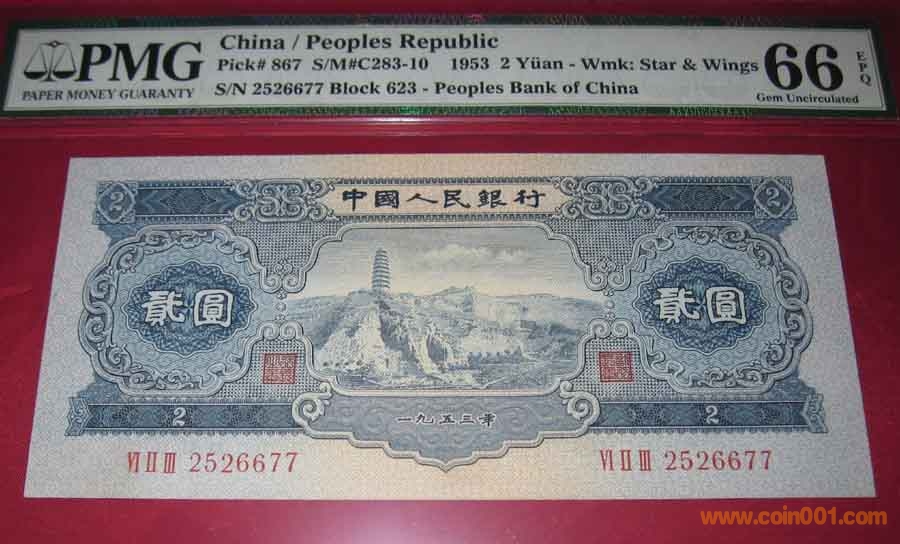 PMG
PAPER MONEY GUARANTY
China / Peoples Republic
Pick# 867 S/M#C283-10 1953 2 Yüan - Wmk: Star & Wings
S/N 2526677 Block 623 - Peoples Bank of China
66 EPQ
Gem Uncirculated
中國人民銀行
2 2
貳圓 貳圓
一九五三年
2 2
VI II III 2526677 VI II III 2526677
www.coin001.com